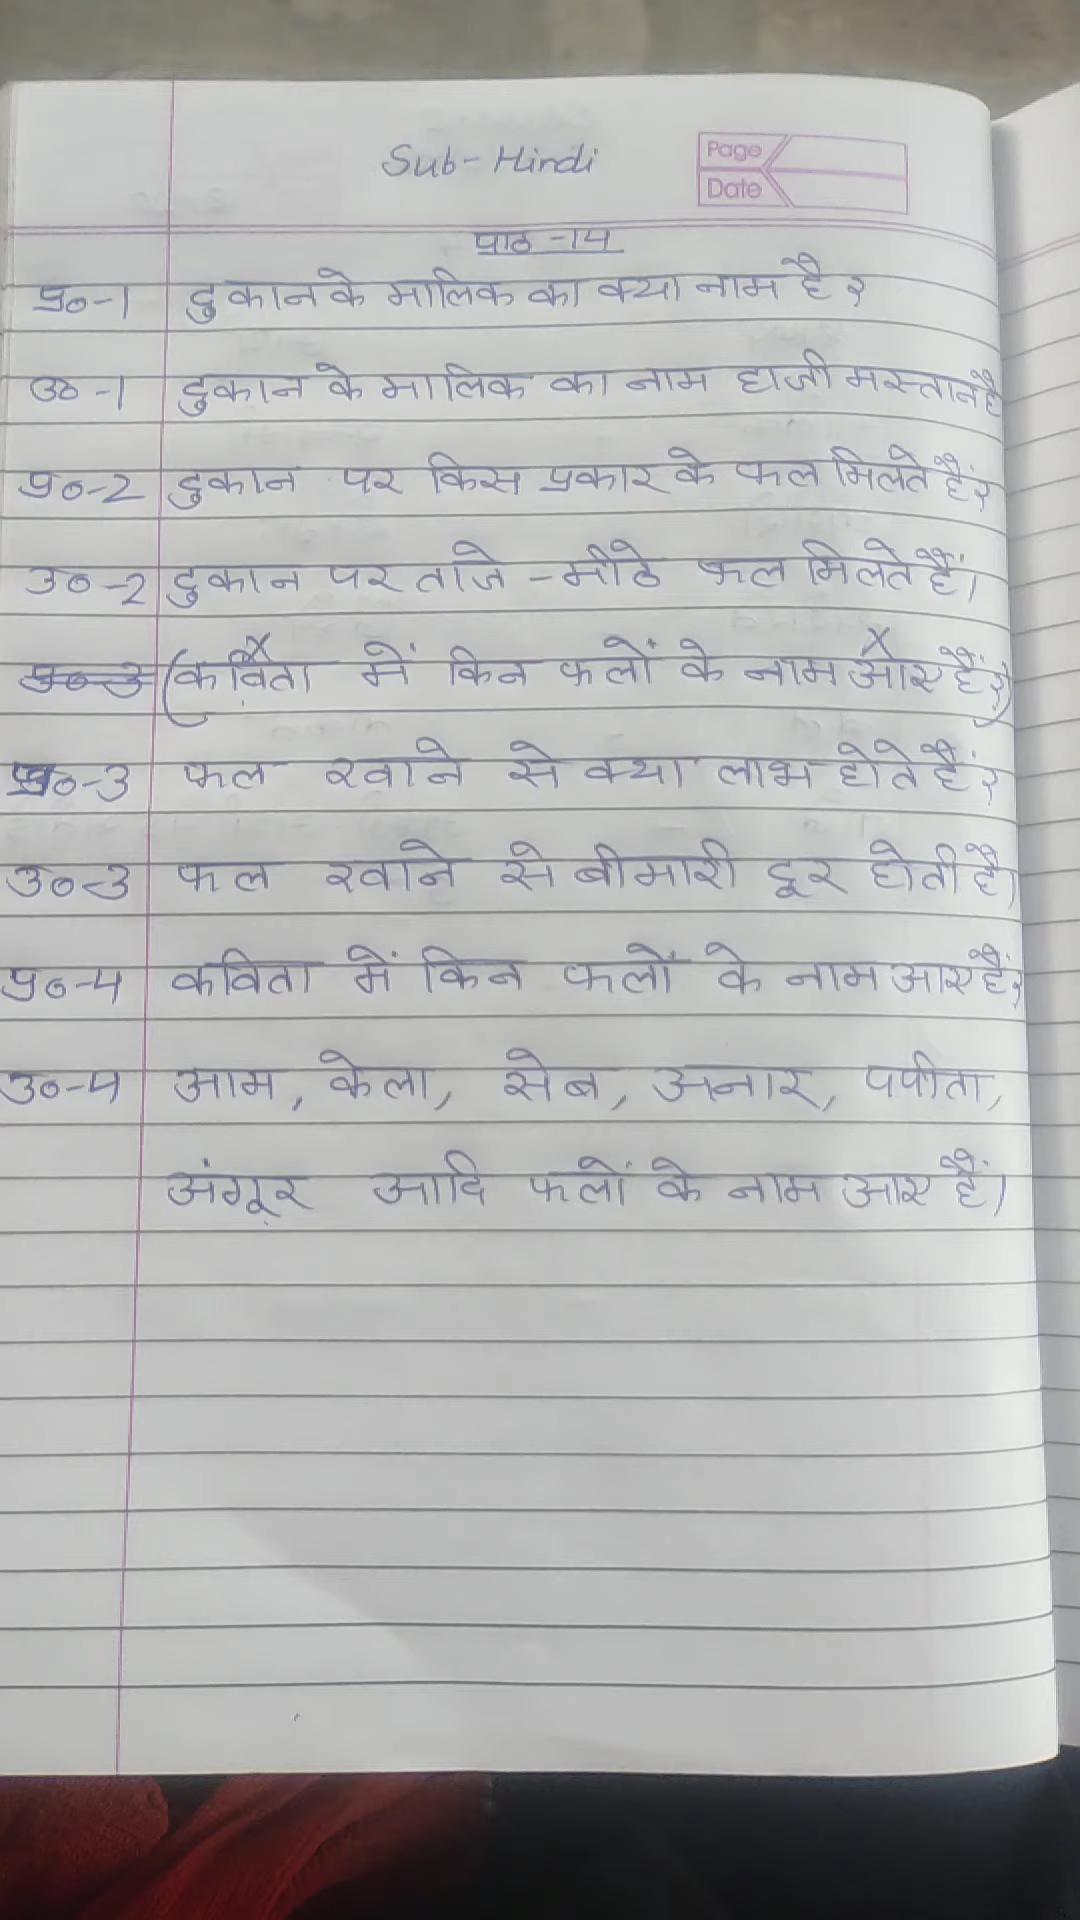 Sub-Hindi
Page
Date
पाठ -14
प्र०-1 दुकान के मालिक का क्या नाम है?
उ०-1 दुकान के मालिक का नाम हाजी मस्तान है
प्र०-2 दुकान पर किस प्रकार के फल मिलते हैं?
उ०-2 दुकान पर ताजे - मीठे फल मिलते हैं।
प्र०-3 (कविता में किन फलों के नाम आए हैं?)
प्र०-3 फल खाने से क्या लाभ होते हैं?
उ०-3 फल खाने से बीमारी दूर होती है।
प्र०-4 कविता में किन फलों के नाम आए हैं?
उ०-4 आम, केला, सेब, अनार, पपीता,
अंगूर आदि फलों के नाम आए हैं।